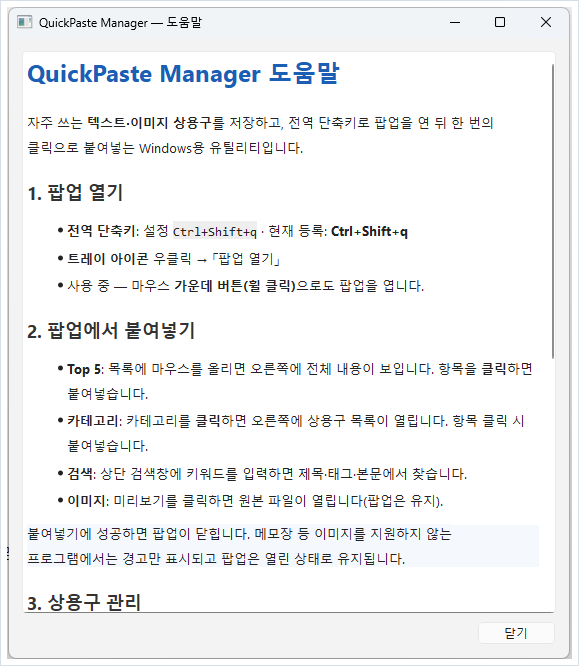 QuickPaste Manager — 도움말
QuickPaste Manager 도움말
자주 쓰는 텍스트·이미지 상용구를 저장하고, 전역 단축키로 팝업을 연 뒤 한 번의
클릭으로 붙여넣는 Windows용 유틸리티입니다.
1. 팝업 열기
• 전역 단축키: 설정 Ctrl+Shift+q · 현재 등록: Ctrl+Shift+q
• 트레이 아이콘 우클릭 → 「팝업 열기」
• 사용 중 — 마우스 가운데 버튼(휠 클릭)으로도 팝업을 엽니다.
2. 팝업에서 붙여넣기
• Top 5: 목록에 마우스를 올리면 오른쪽에 전체 내용이 보입니다. 항목을 클릭하면
붙여넣습니다.
• 카테고리: 카테고리를 클릭하면 오른쪽에 상용구 목록이 열립니다. 항목 클릭 시
붙여넣습니다.
• 검색: 상단 검색창에 키워드를 입력하면 제목·태그·본문에서 찾습니다.
• 이미지: 미리보기를 클릭하면 원본 파일이 열립니다(팝업은 유지).
붙여넣기에 성공하면 팝업이 닫힙니다. 메모장 등 이미지를 지원하지 않는
프로그램에서는 경고만 표시되고 팝업은 열린 상태로 유지됩니다.
3. 상용구 관리
닫기